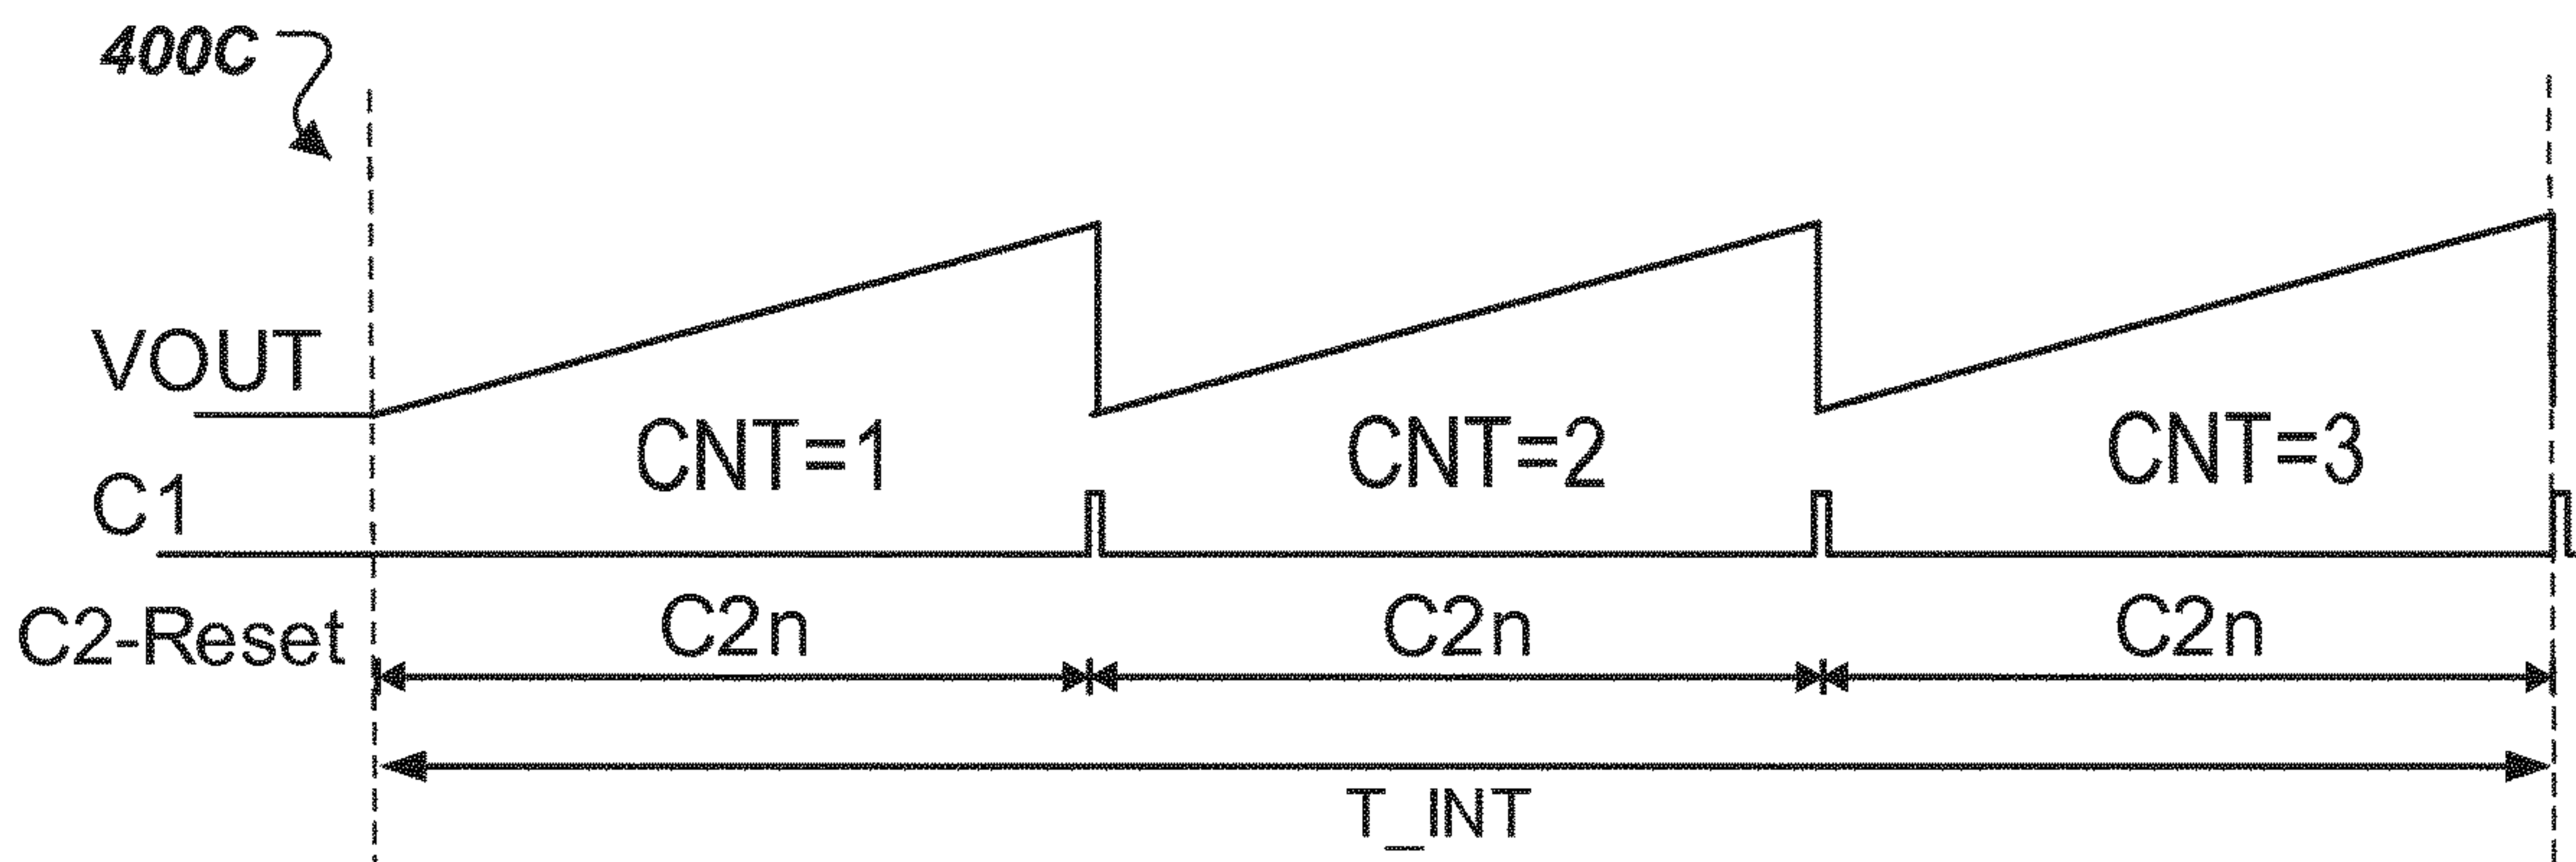 400C
VOUT
CNT=1 CNT=2 CNT=3
C1
C2-Reset C2n C2n C2n
T_INT